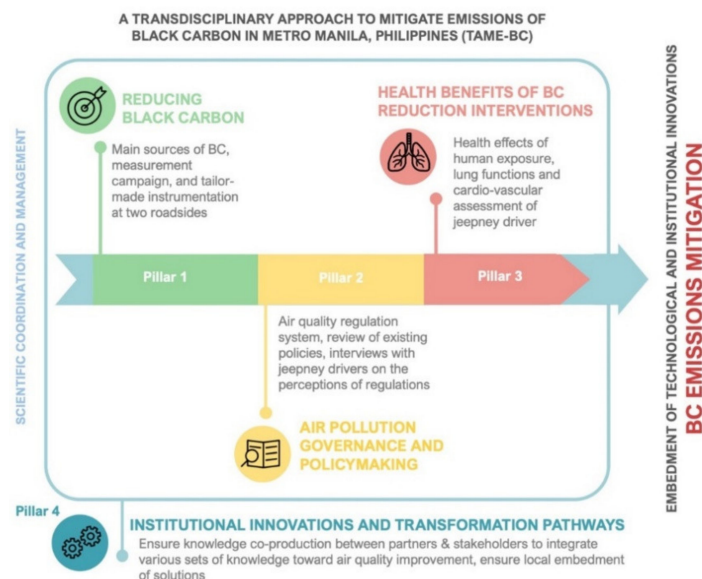 A TRANSDISCIPLINARY APPROACH TO MITIGATE EMISSIONS OF
BLACK CARBON IN METRO MANILA, PHILIPPINES (TAME-BC)
SCIENTIFIC COORDINATION AND MANAGEMENT
REDUCING
BLACK CARBON
Main sources of BC,
measurement
campaign, and tailor-
made instrumentation
at two roadsides
HEALTH BENEFITS OF BC
REDUCTION INTERVENTIONS
Health effects of
human exposure,
lung functions and
cardio-vascular
assessment of
jeepney driver
Pillar 1
Pillar 2
Pillar 3
Air quality regulation
system, review of existing
policies, interviews with
jeepney drivers on the
perceptions of regulations
AIR POLLUTION
GOVERNANCE AND
POLICYMAKING
Pillar 4
INSTITUTIONAL INNOVATIONS AND TRANSFORMATION PATHWAYS
Ensure knowledge co-production between partners & stakeholders to integrate
various sets of knowledge toward air quality improvement, ensure local embedment
of solutions
EMBEDMENT OF TECHNOLOGICAL AND INSTITUTIONAL INNOVATIONS
BC EMISSIONS MITIGATION